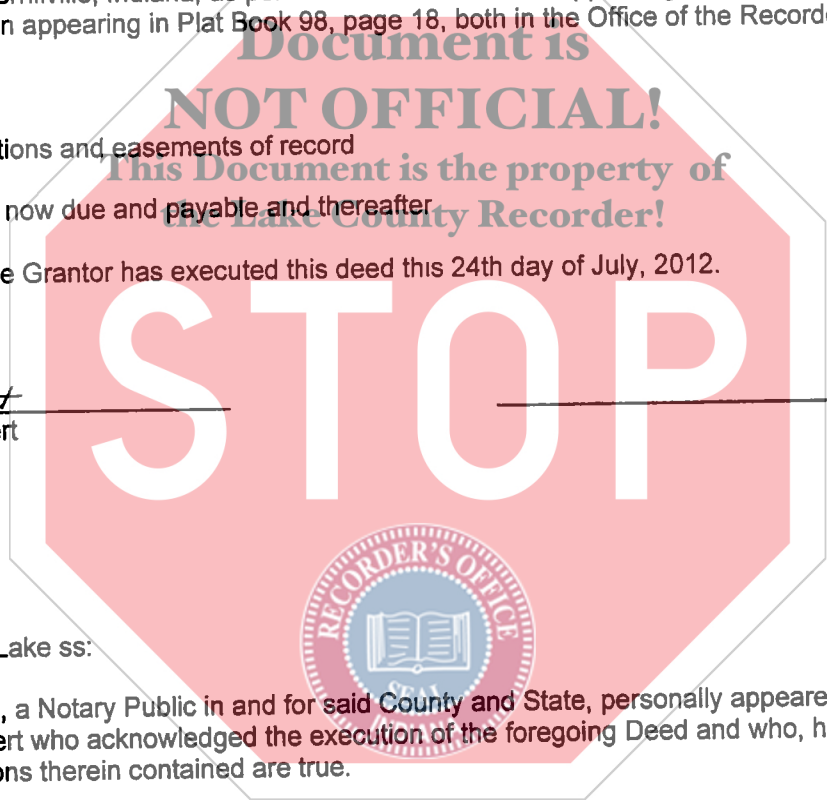 n appearing in Plat Book 98, page 18, both in the Office of the Record
Document is
NOT OFFICIAL!
tions and easements of record
This Document is the property of
now due and payable and thereafter
the Lake County Recorder!
e Grantor has executed this deed this 24th day of July, 2012.
STOP
rt
RECORDER'S OFFICE
SEAL
INDIANA
Lake ss:
, a Notary Public in and for said County and State, personally appeare
ert who acknowledged the execution of the foregoing Deed and who, h
ons therein contained are true.